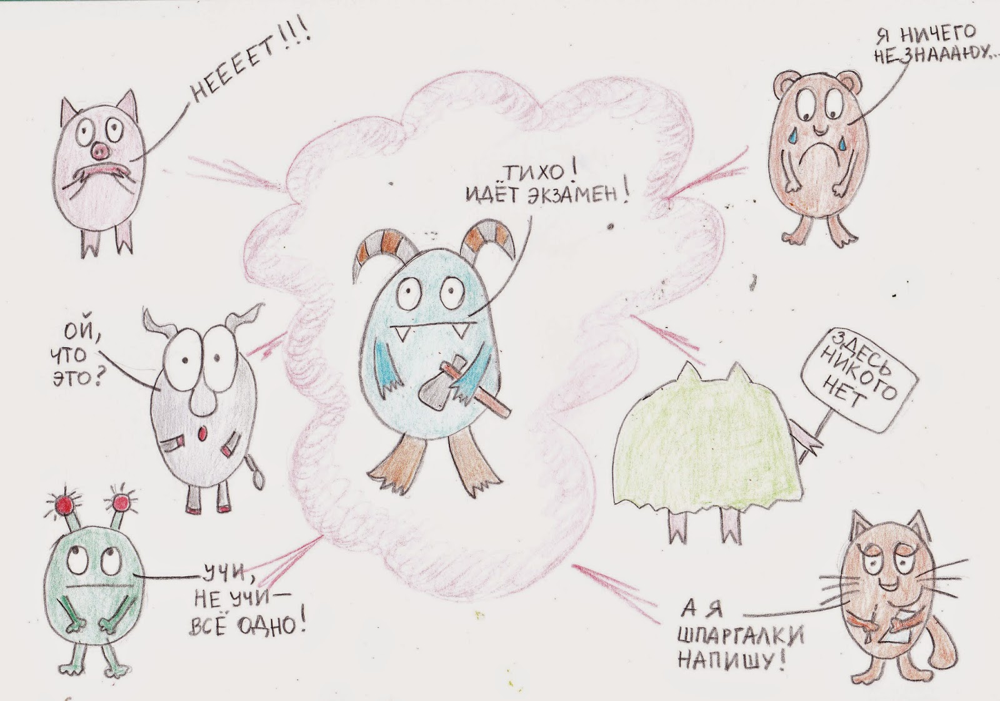 НЕЕЕЕТ!!!
Я НИЧЕГО
НЕ ЗНАААЮУ...
ТИХО!
ИДЁТ ЭКЗАМЕН!
ОЙ,
ЧТО
ЭТО?
ЗДЕСЬ
НИКОГО
НЕТ
УЧИ,
НЕ УЧИ —
ВСЁ ОДНО!
А Я
ШПАРГАЛКИ
НАПИШУ!